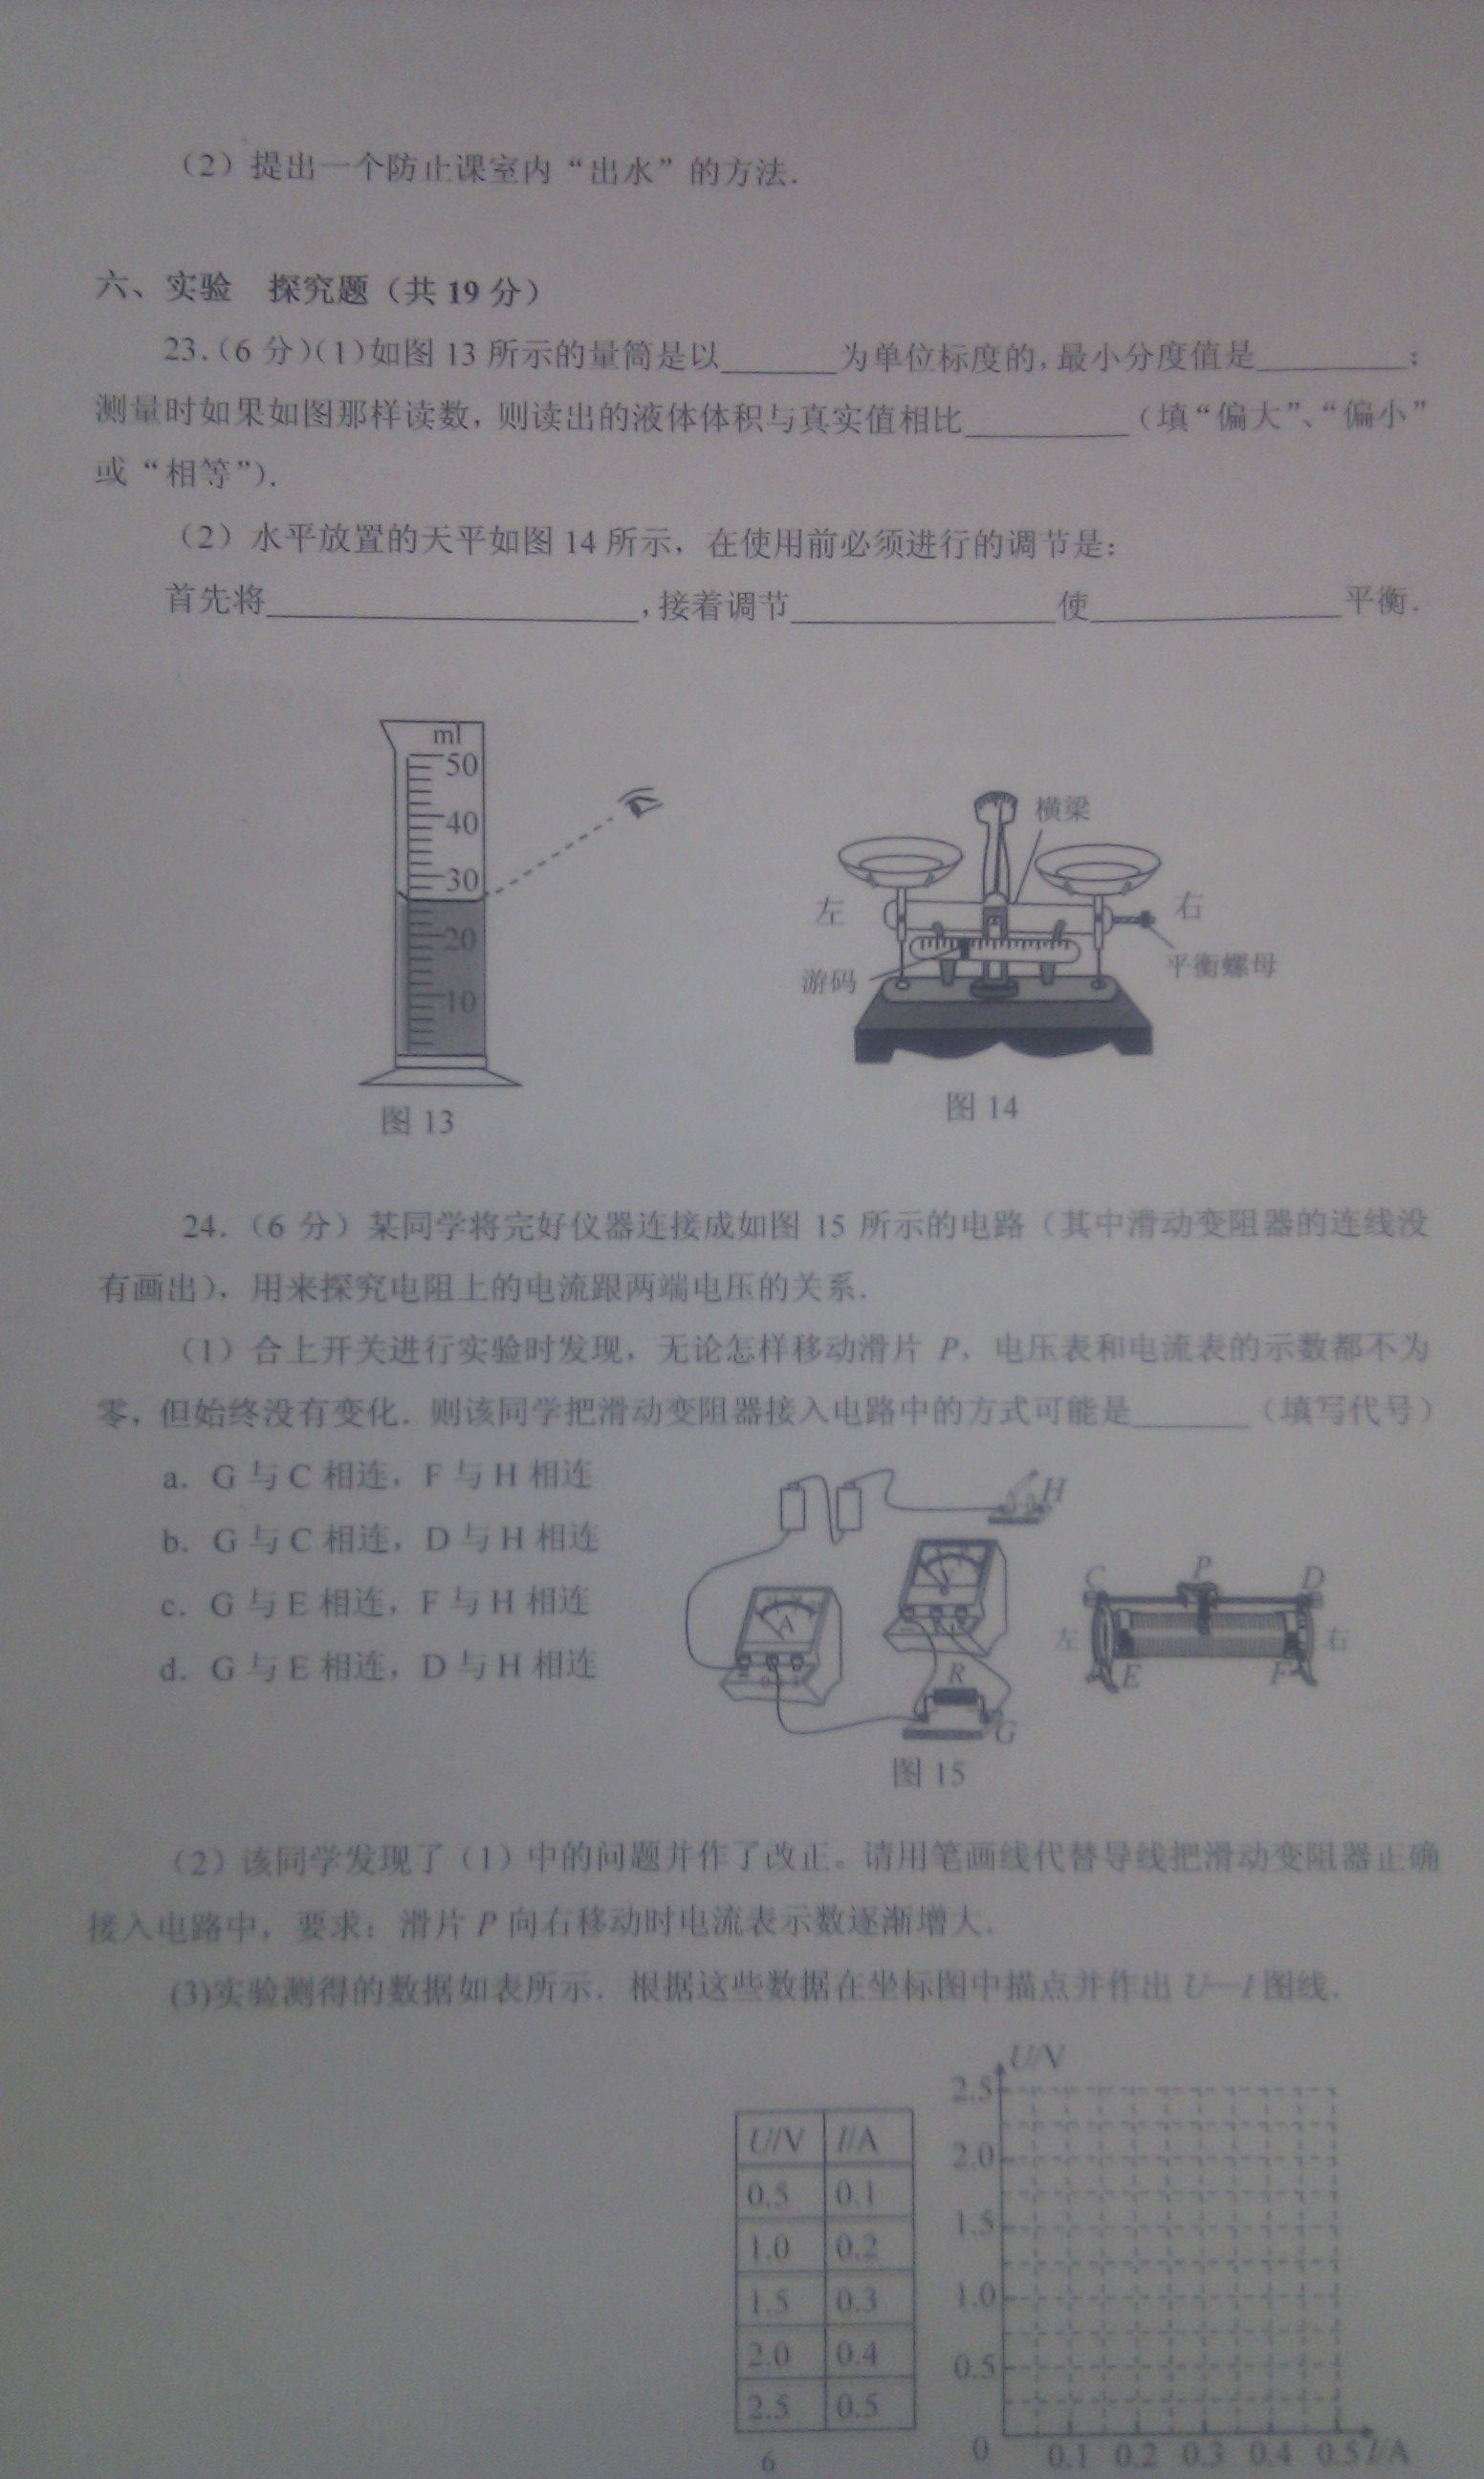 （2）提出一个防止课室内“出水”的方法.
六、实验 探究题（共 19 分）
23.（6 分）（1）如图 13 所示的量筒是以______为单位标度的, 最小分度值是________；
测量时如果如图那样读数，则读出的液体体积与真实值相比________（填“偏大”、“偏小”
或“相等”）.
（2）水平放置的天平如图 14 所示，在使用前必须进行的调节是：
首先将____________________, 接着调节______________使______________平衡.
ml
50
40
30
20
10
图 13
横梁
左
右
游码
平衡螺母
图 14
24.（6 分）某同学将完好仪器连接成如图 15 所示的电路（其中滑动变阻器的连线没
有画出），用来探究电阻上的电流跟两端电压的关系.
（1）合上开关进行实验时发现，无论怎样移动滑片 P，电压表和电流表的示数都不为
零，但始终没有变化. 则该同学把滑动变阻器接入电路中的方式可能是______（填写代号）
a. G 与 C 相连，F 与 H 相连
b. G 与 C 相连，D 与 H 相连
c. G 与 E 相连，F 与 H 相连
d. G 与 E 相连，D 与 H 相连
H
A
R
G
C P D
左 右
E F
图 15
（2）该同学发现了（1）中的问题并作了改正。请用笔画线代替导线把滑动变阻器正确
接入电路中，要求：滑片 P 向右移动时电流表示数逐渐增大.
(3)实验测得的数据如表所示. 根据这些数据在坐标图中描点并作出 U—I 图线.
U/V I/A
0.5 0.1
1.0 0.2
1.5 0.3
2.0 0.4
2.5 0.5
U/V
2.5
2.0
1.5
1.0
0.5
0 0.1 0.2 0.3 0.4 0.5 I/A
6